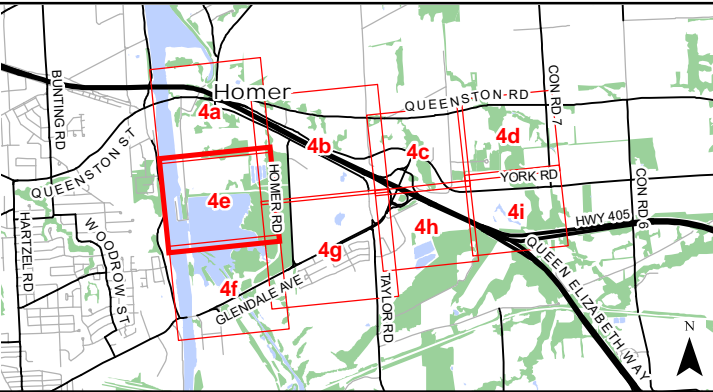 Homer
4a
QUEENSTON RD
CON RD 7
BUNTING RD
4b
4d
4c
QUEENSTON ST
YORK RD
4e
HOMER RD
CON RD 6
HARTZEL RD
WOODROW ST
4i
HWY 405
4h
4g
4f
GLENDALE AVE
TAYLOR RD
QUEEN ELIZABETH WAY
N